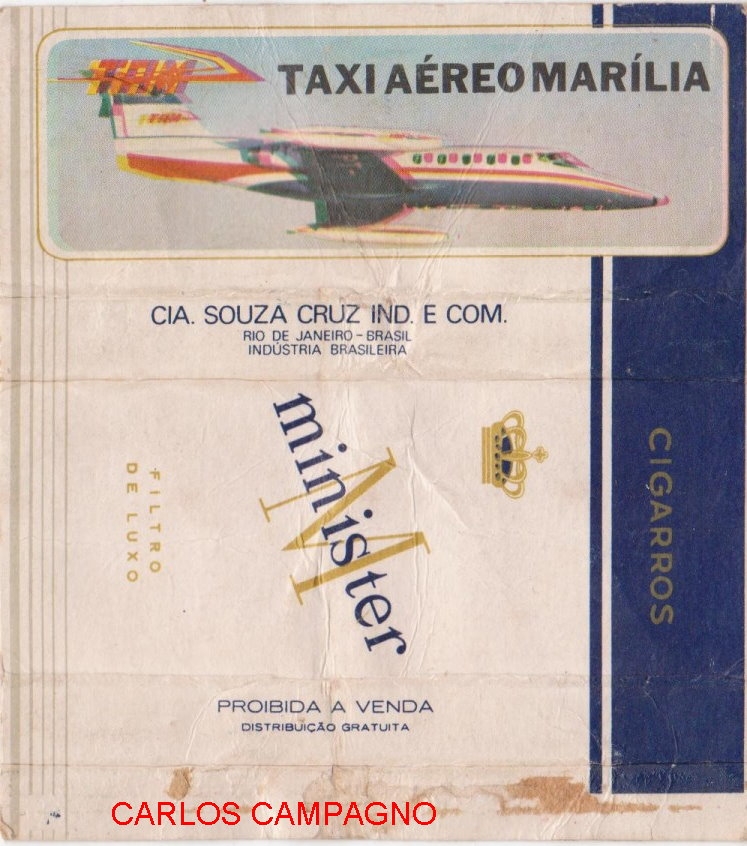 TAM
TAXI AÉREO MARÍLIA
TAM
CIA. SOUZA CRUZ IND. E COM.
RIO DE JANEIRO - BRASIL
INDÚSTRIA BRASILEIRA
M
minister
FILTRO
DE LUXO
CIGARROS
PROIBIDA A VENDA
DISTRIBUIÇÃO GRATUITA
CARLOS CAMPAGNO